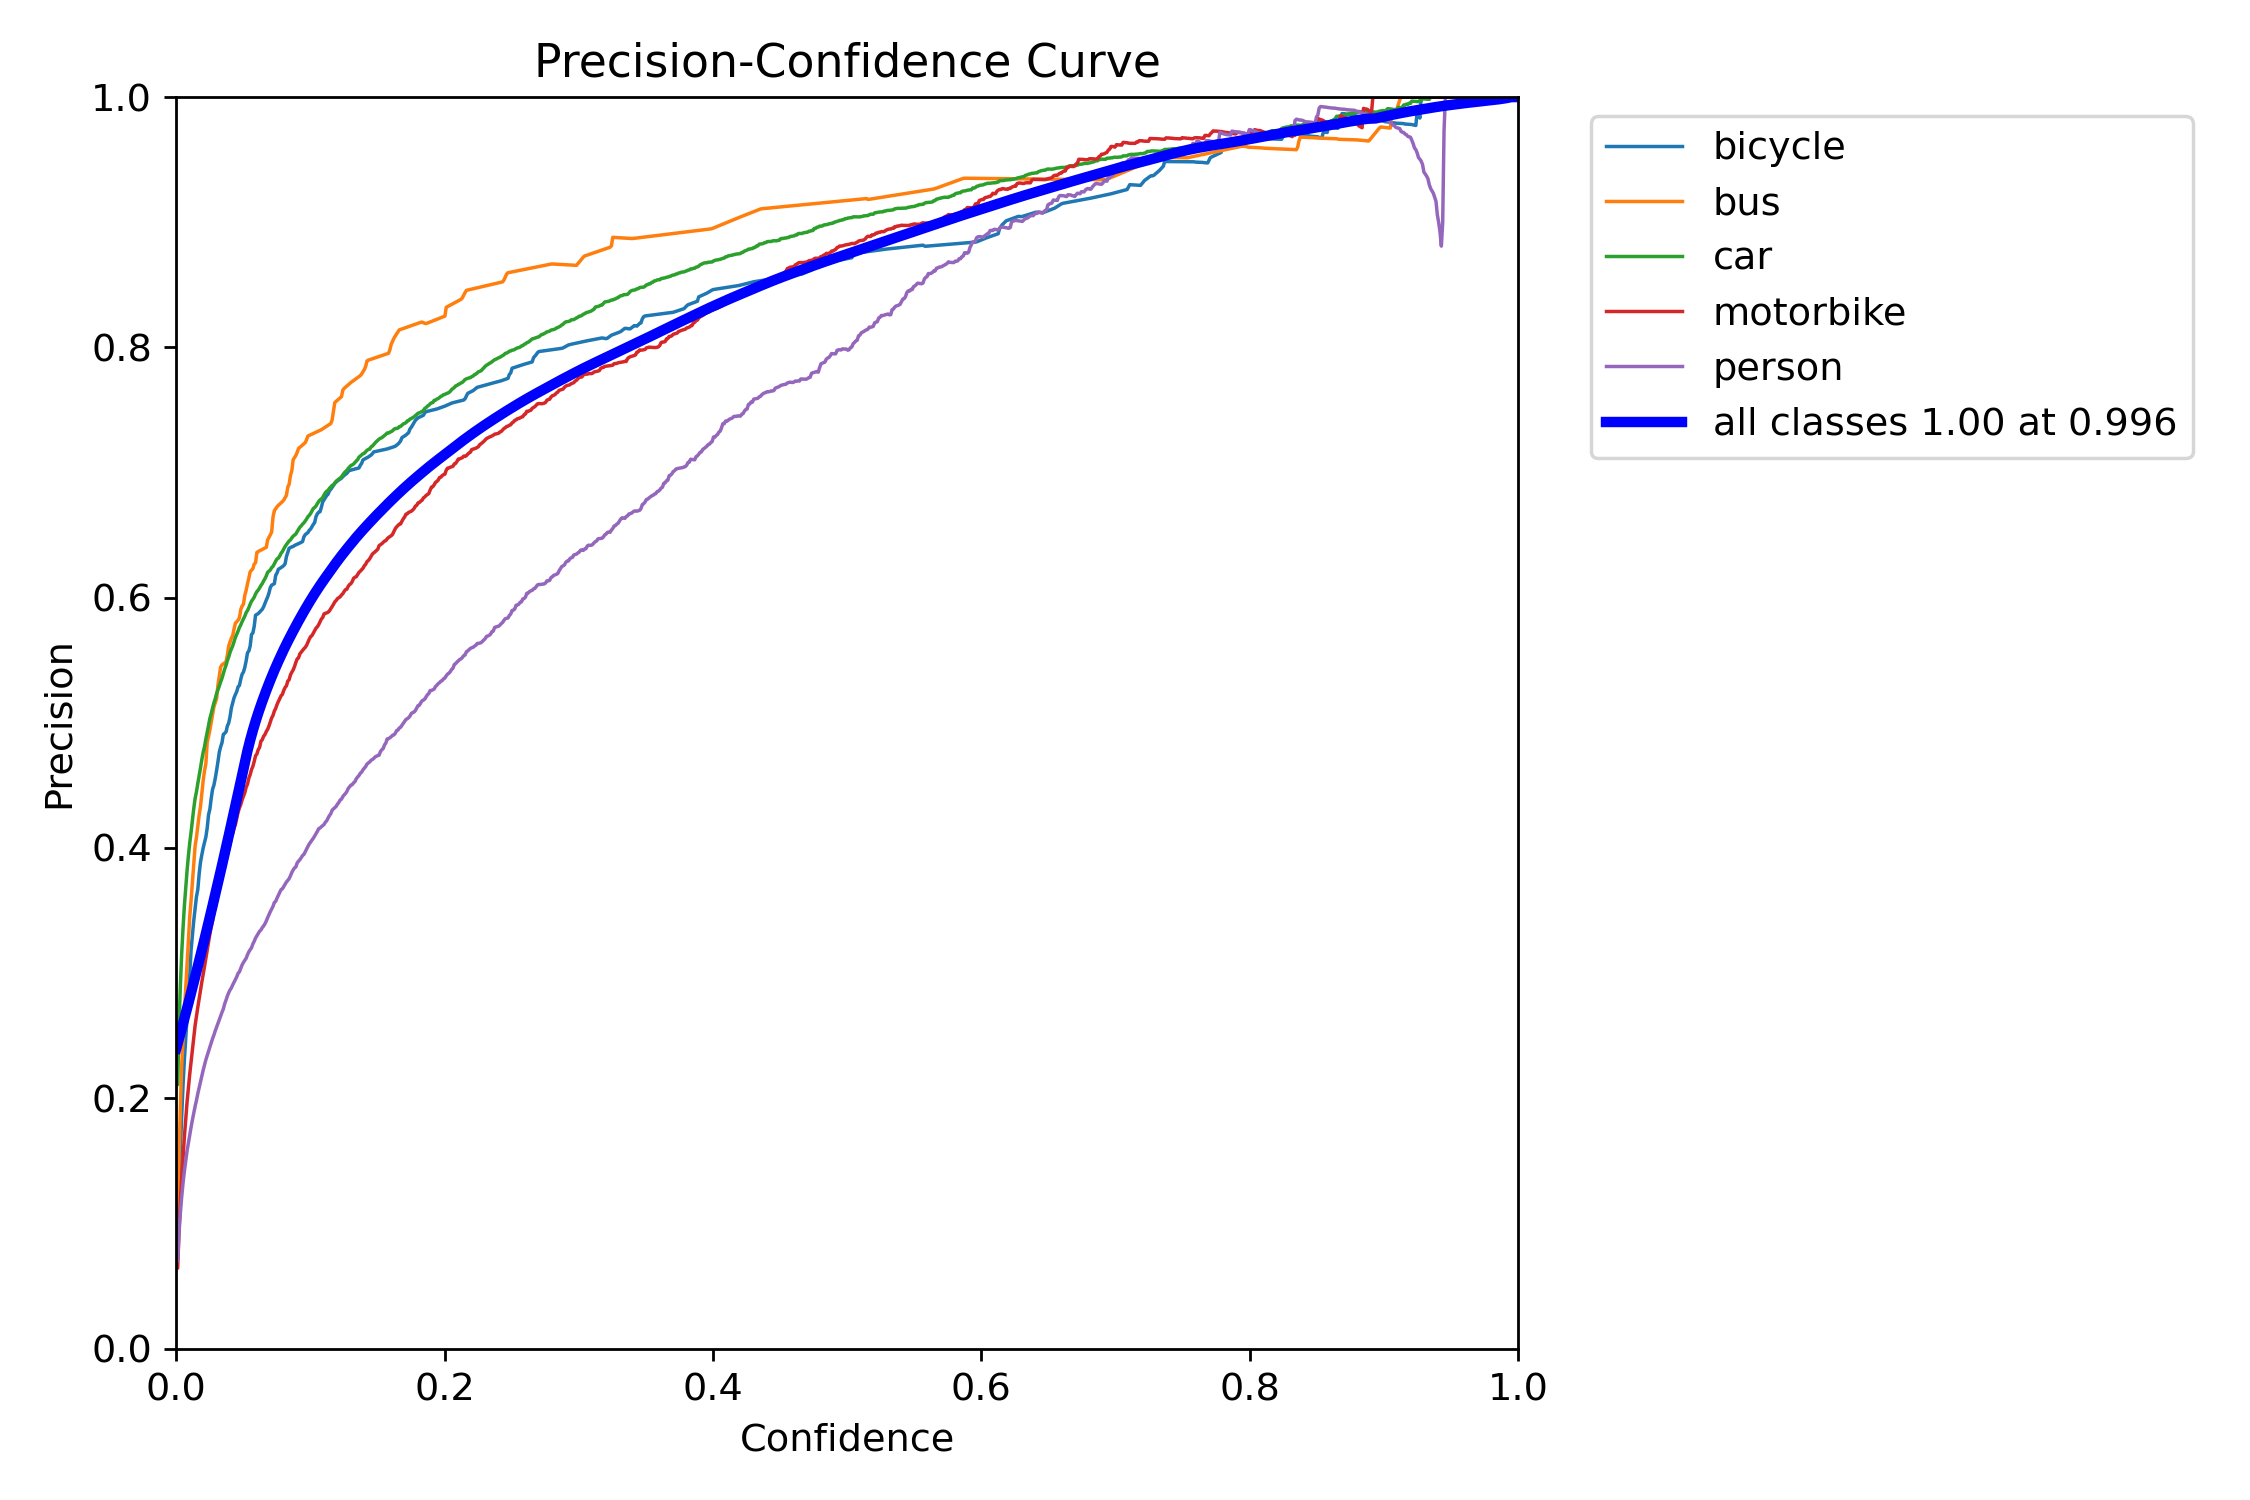 Precision-Confidence Curve
1.0
0.8
0.6
0.4
0.2
0.0
Precision
0.0 0.2 0.4 0.6 0.8 1.0
Confidence
bicycle
bus
car
motorbike
person
all classes 1.00 at 0.996